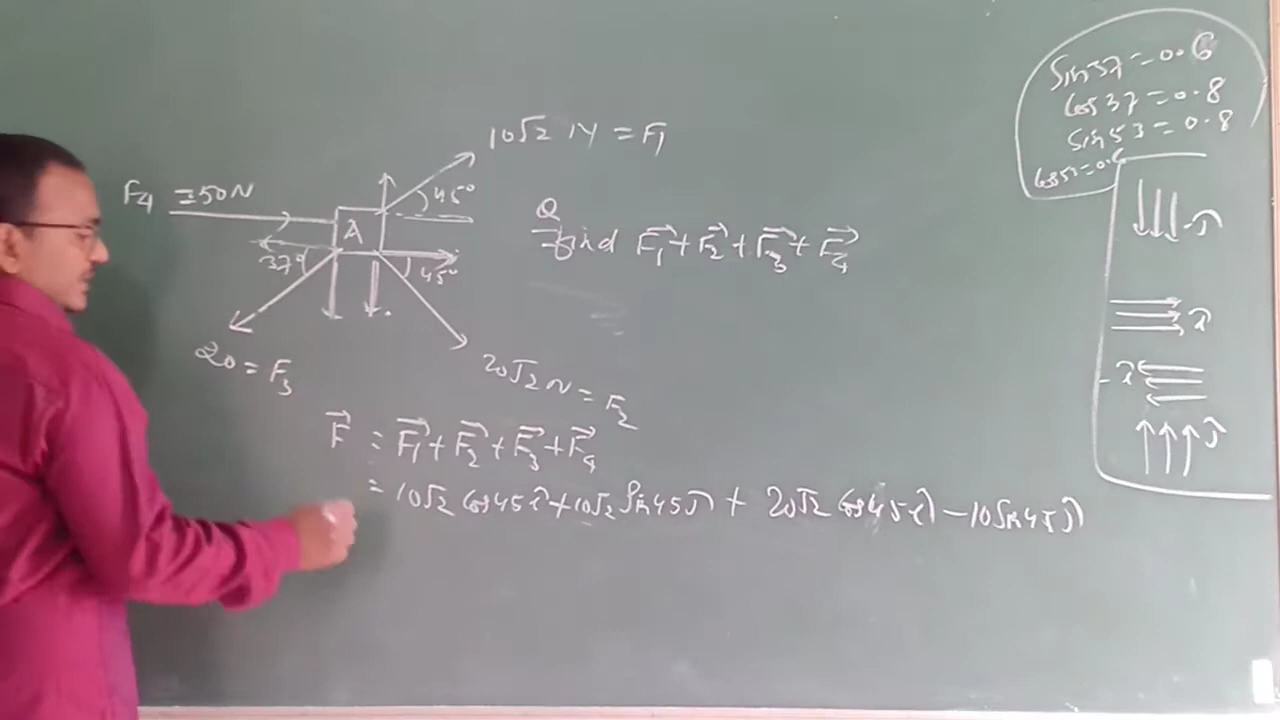 Sin37=0.6
Cos37=0.8
Sin53=0.8
Cos53=0.6
10√2 N = F₁
45°
F₄ = 50N
A
37°
45°
Q Find F₁⃗ + F₂⃗ + F₃⃗ + F₄⃗
20 = F₃
20√2 N = F₂
-ĵ
î
-î
ĵ
F⃗ = F₁⃗ + F₂⃗ + F₃⃗ + F₄⃗
= 10√2 Cos45 î + 10√2 Sin45 ĵ + 20√2 Cos45 î - 10 Sin45 ĵ